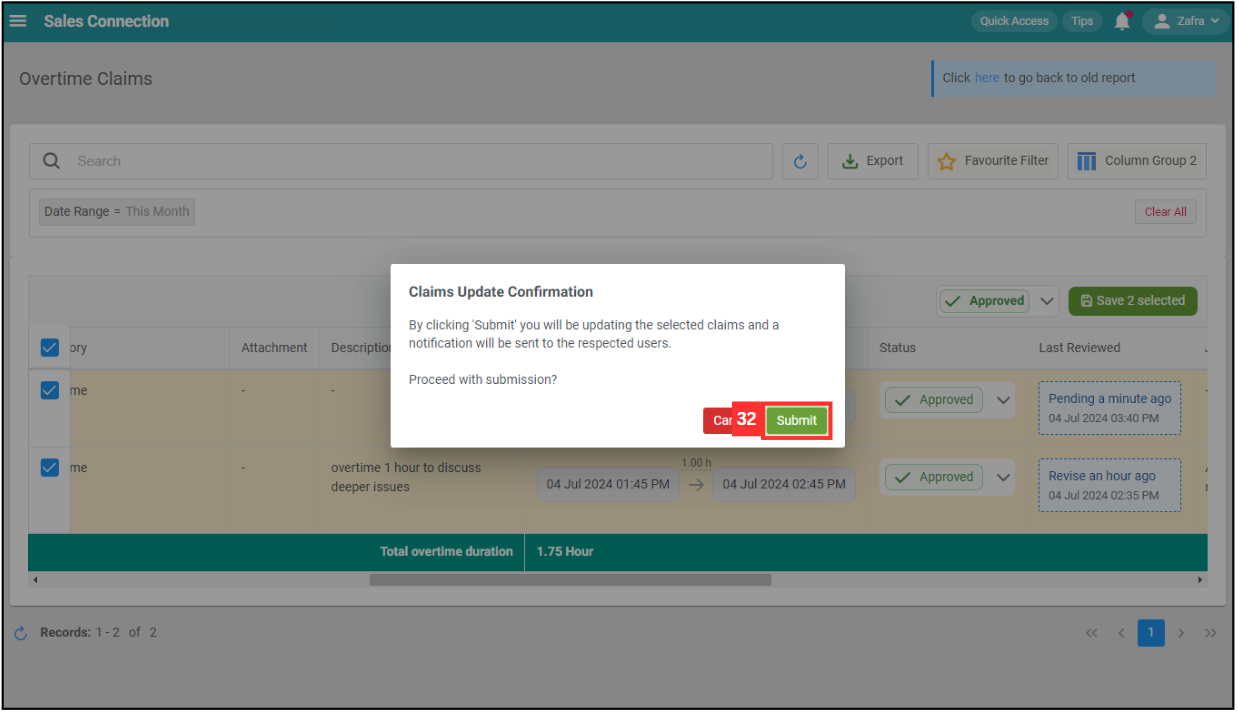 Sales Connection
Quick Access
Tips
Zafra
Overtime Claims
Click here to go back to old report
Search
Export
Favourite Filter
Column Group 2
Date Range = This Month
Clear All
Approved
Save 2 selected
ory
Attachment
Description
Status
Last Reviewed
Claims Update Confirmation
By clicking 'Submit' you will be updating the selected claims and a
notification will be sent to the respected users.
Proceed with submission?
32
Submit
me
-
-
Approved
Pending a minute ago
04 Jul 2024 03:40 PM
me
-
overtime 1 hour to discuss
deeper issues
04 Jul 2024 01:45 PM
1.00 h
04 Jul 2024 02:45 PM
Approved
Revise an hour ago
04 Jul 2024 02:35 PM
Total overtime duration
1.75 Hour
Records: 1 - 2 of 2
<< < 1 > >>